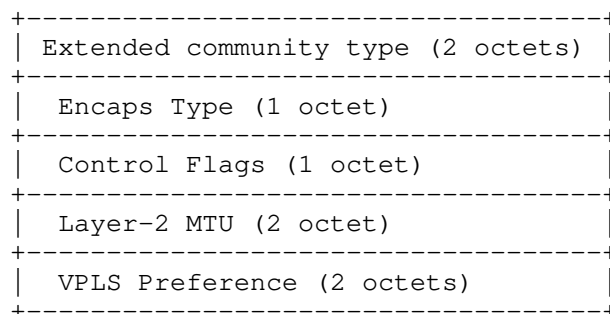 Extended community type (2 octets)
Encaps Type (1 octet)
Control Flags (1 octet)
Layer-2 MTU (2 octet)
VPLS Preference (2 octets)